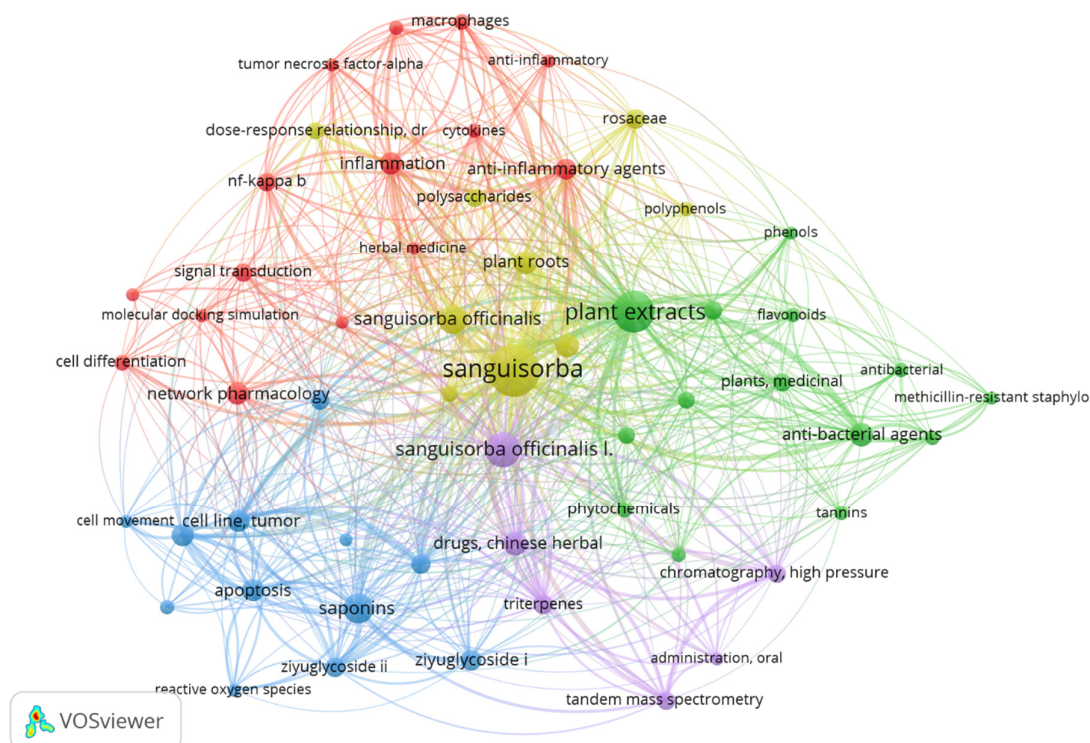 macrophages
tumor necrosis factor-alpha
anti-inflammatory
dose-response relationship, dr
cytokines
rosaceae
inflammation
anti-inflammatory agents
nf-kappa b
polysaccharides
polyphenols
phenols
herbal medicine
plant roots
signal transduction
molecular docking simulation
sanguisorba officinalis
plant extracts
flavonoids
cell differentiation
sanguisorba
antibacterial
plants, medicinal
network pharmacology
methicillin-resistant staphylo
anti-bacterial agents
sanguisorba officinalis l.
phytochemicals
tannins
cell movement
cell line, tumor
drugs, chinese herbal
chromatography, high pressure
apoptosis
saponins
triterpenes
ziyuglycoside ii
ziyuglycoside i
administration, oral
reactive oxygen species
tandem mass spectrometry
VOSviewer